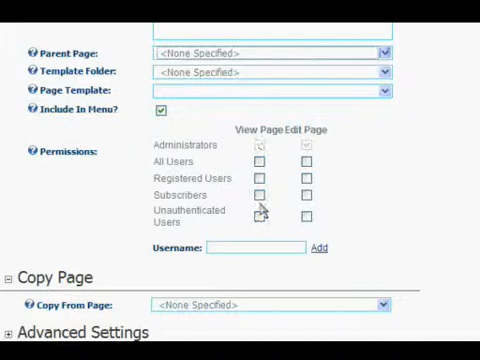 Parent Page: <None Specified>
Template Folder: <None Specified>
Page Template:
Include In Menu?
View Page Edit Page
Permissions:
Administrators
All Users
Registered Users
Subscribers
Unauthenticated
Users
Username: Add
Copy Page
Copy From Page: <None Specified>
Advanced Settings